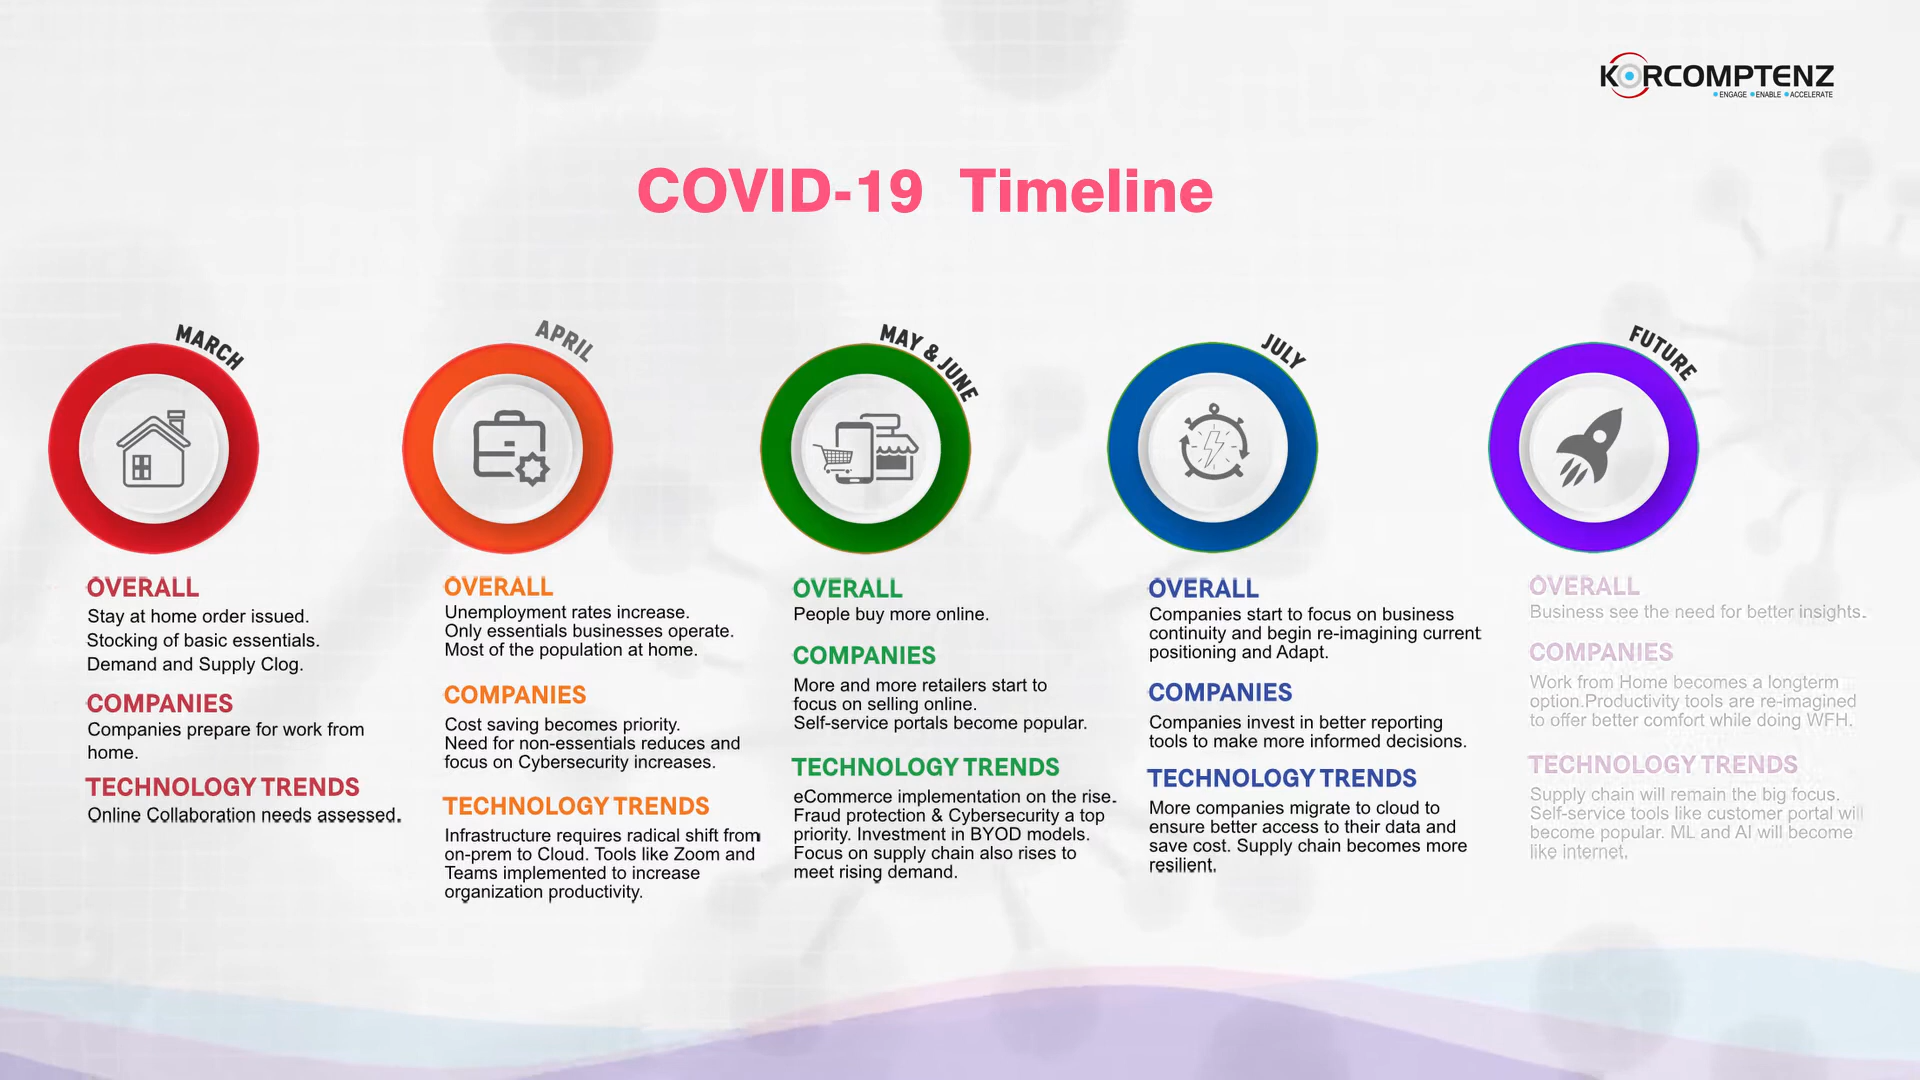 KORCOMPTENZ
ENGAGE ENABLE ACCELERATE
COVID-19 Timeline
MARCH
OVERALL
Stay at home order issued.
Stocking of basic essentials.
Demand and Supply Clog.
COMPANIES
Companies prepare for work from
home.
TECHNOLOGY TRENDS
Online Collaboration needs assessed.
APRIL
OVERALL
Unemployment rates increase.
Only essentials businesses operate.
Most of the population at home.
COMPANIES
Cost saving becomes priority.
Need for non-essentials reduces and
focus on Cybersecurity increases.
TECHNOLOGY TRENDS
Infrastructure requires radical shift from
on-prem to Cloud. Tools like Zoom and
Teams implemented to increase
organization productivity.
MAY & JUNE
OVERALL
People buy more online.
COMPANIES
More and more retailers start to
focus on selling online.
Self-service portals become popular.
TECHNOLOGY TRENDS
eCommerce implementation on the rise.
Fraud protection & Cybersecurity a top
priority. Investment in BYOD models.
Focus on supply chain also rises to
meet rising demand.
JULY
OVERALL
Companies start to focus on business
continuity and begin re-imagining current
positioning and Adapt.
COMPANIES
Companies invest in better reporting
tools to make more informed decisions.
TECHNOLOGY TRENDS
More companies migrate to cloud to
ensure better access to their data and
save cost. Supply chain becomes more
resilient.
FUTURE
OVERALL
Business see the need for better insights.
COMPANIES
Work from Home becomes a longterm
option.Productivity tools are re-imagined
to offer better comfort while doing WFH.
TECHNOLOGY TRENDS
Supply chain will remain the big focus.
Self-service tools like customer portal will
become popular. ML and AI will become
like internet.